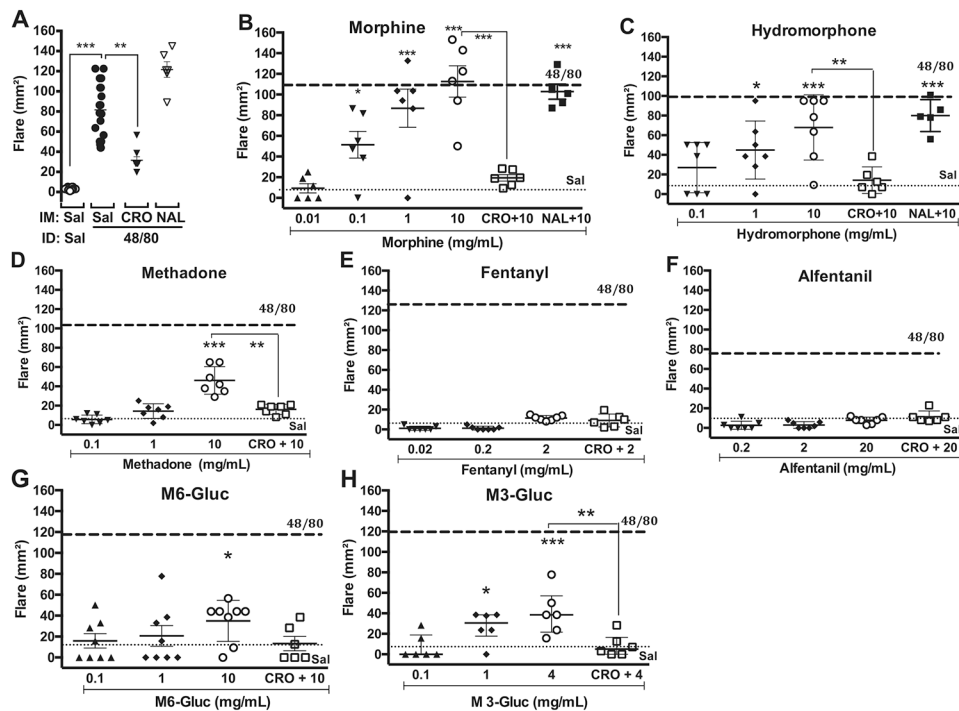 A
Flare (mm²)
160
140
120
100
80
60
40
20
0
***
**
IM: Sal Sal CRO NAL
ID: Sal 48/80
B
Morphine
Flare (mm²)
160
140
120
100
80
60
40
20
0
*
***
***
***
***
48/80
Sal
0.01 0.1 1 10 CRO+10 NAL+10
Morphine (mg/mL)
C
Hydromorphone
Flare (mm²)
160
140
120
100
80
60
40
20
0
48/80
*
***
**
***
Sal
0.1 1 10 CRO+10 NAL+10
Hydromorphone (mg/mL)
D
Methadone
Flare (mm²)
160
140
120
100
80
60
40
20
0
48/80
***
**
Sal
0.1 1 10 CRO + 10
Methadone (mg/mL)
E
Fentanyl
Flare (mm²)
160
140
120
100
80
60
40
20
0
48/80
Sal
0.02 0.2 2 CRO + 2
Fentanyl (mg/mL)
F
Alfentanil
Flare (mm²)
160
140
120
100
80
60
40
20
0
48/80
Sal
0.2 2 20 CRO + 20
Alfentanil (mg/mL)
G
M6-Gluc
Flare (mm²)
160
140
120
100
80
60
40
20
0
48/80
*
Sal
0.1 1 10 CRO + 10
M6-Gluc (mg/mL)
H
M3-Gluc
Flare (mm²)
160
140
120
100
80
60
40
20
0
**
48/80
*
***
Sal
0.1 1 4 CRO + 4
M 3-Gluc (mg/mL)